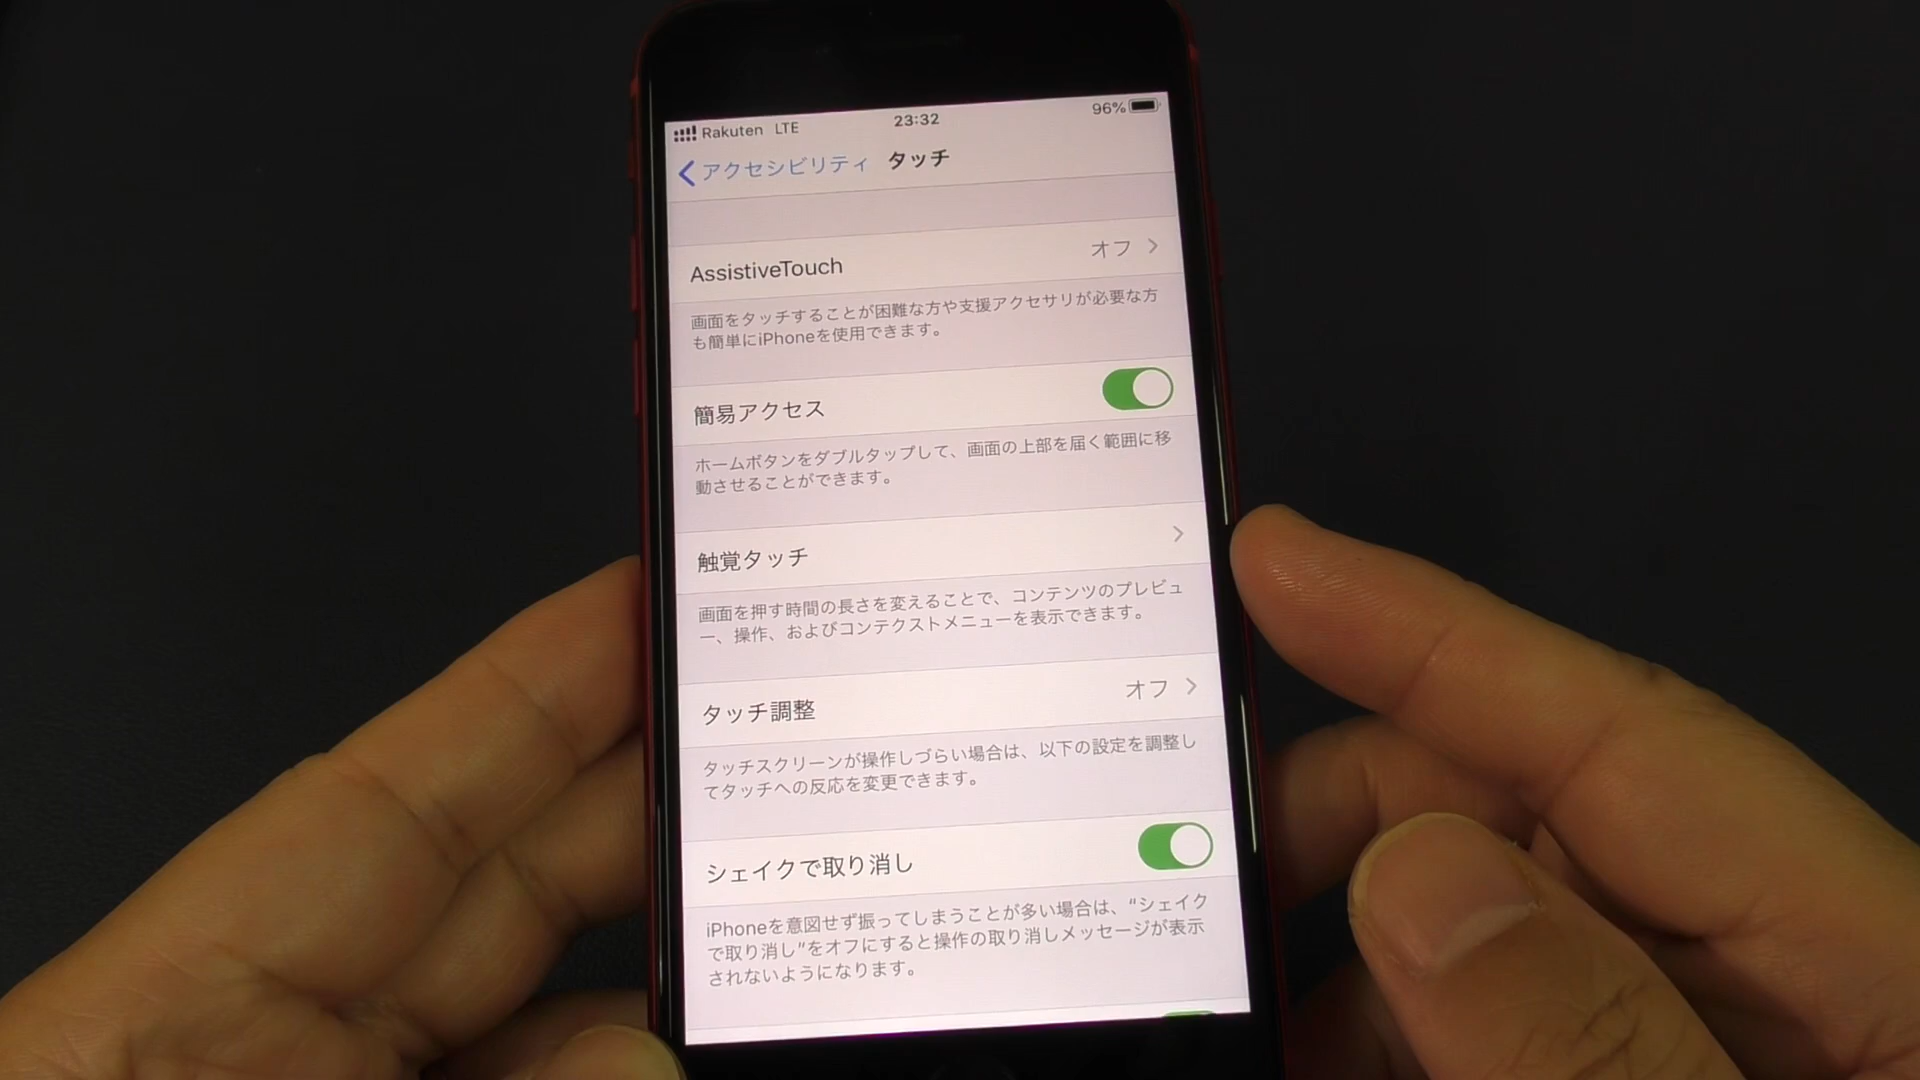 Rakuten LTE 23:32 96%
アクセシビリティ タッチ
AssistiveTouch オフ
画面をタッチすることが困難な方や支援アクセサリが必要な方
も簡単にiPhoneを使用できます。
簡易アクセス
ホームボタンをダブルタップして、画面の上部を届く範囲に移
動させることができます。
触覚タッチ
画面を押す時間の長さを変えることで、コンテンツのプレビュ
ー、操作、およびコンテクストメニューを表示できます。
タッチ調整 オフ
タッチスクリーンが操作しづらい場合は、以下の設定を調整し
てタッチへの反応を変更できます。
シェイクで取り消し
iPhoneを意図せず振ってしまうことが多い場合は、“シェイク
で取り消し”をオフにすると操作の取り消しメッセージが表示
されないようになります。